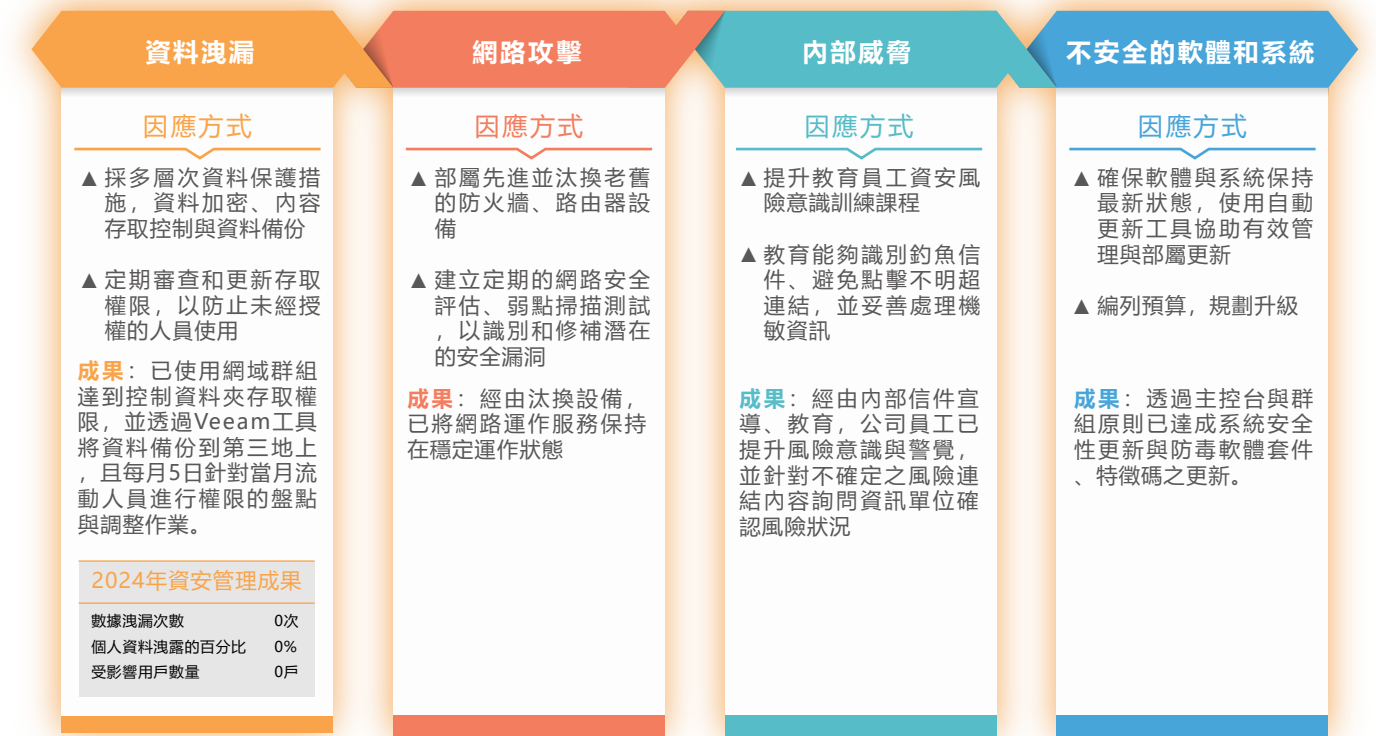 資料洩漏
因應方式
▲採多層次資料保護措
施，資料加密、內容
存取控制與資料備份
▲定期審查和更新存取
權限，以防止未經授
權的人員使用
成果：已使用網域群組
達到控制資料夾存取權
限，並透過Veeam工具
將資料備份到第三地上
，且每月5日針對當月流
動人員進行權限的盤點
與調整作業。
2024年資安管理成果
數據洩漏次數 0次
個人資料洩露的百分比 0%
受影響用戶數量 0戶
網路攻擊
因應方式
▲部屬先進並汰換老舊
的防火牆、路由器設
備
▲建立定期的網路安全
評估、弱點掃描測試
，以識別和修補潛在
的安全漏洞
成果：經由汰換設備，
已將網路運作服務保持
在穩定運作狀態
內部威脅
因應方式
▲提升教育員工資安風
險意識訓練課程
▲教育能夠識別釣魚信
件、避免點擊不明超
連結，並妥善處理機
敏資訊
成果：經由內部信件宣
導、教育，公司員工已
提升風險意識與警覺，
並針對不確定之風險連
結內容詢問資訊單位確
認風險狀況
不安全的軟體和系統
因應方式
▲確保軟體與系統保持
最新狀態，使用自動
更新工具協助有效管
理與部屬更新
▲編列預算，規劃升級
成果：透過主控台與群
組原則已達成系統安全
性更新與防毒軟體套件
、特徵碼之更新。